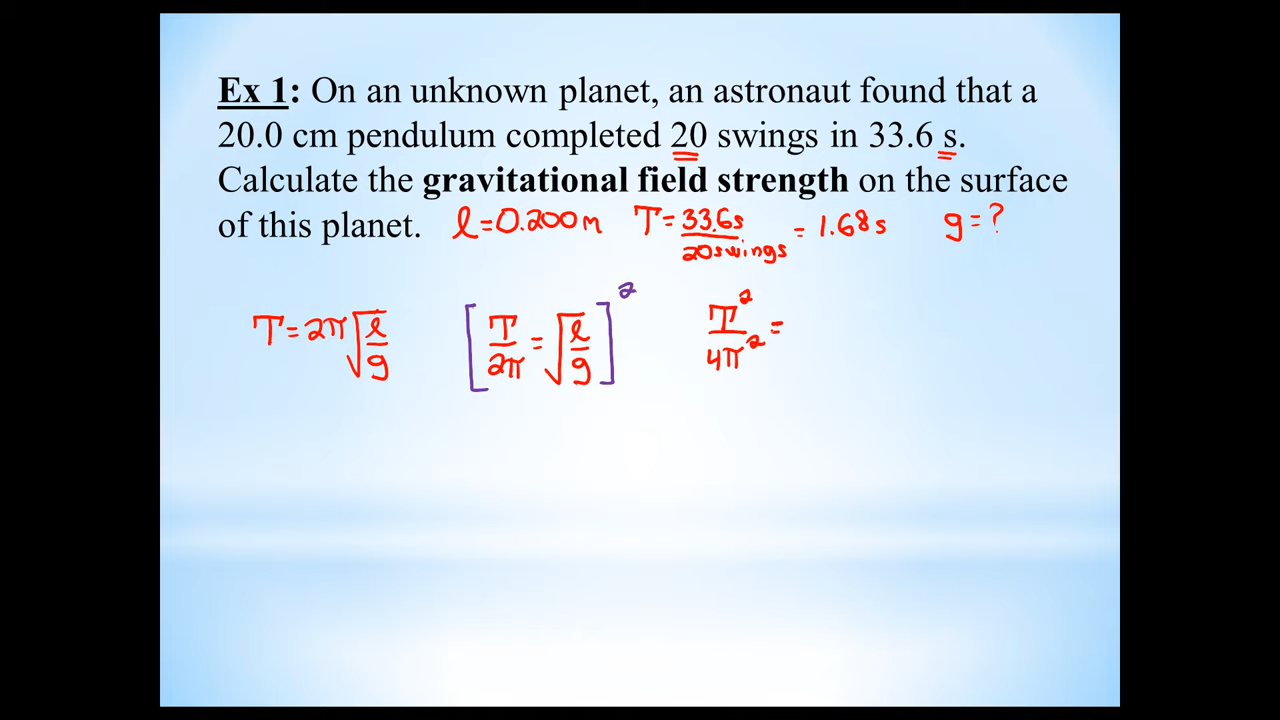 Ex 1: On an unknown planet, an astronaut found that a
20.0 cm pendulum completed 20 swings in 33.6 s.
Calculate the gravitational field strength on the surface
of this planet. l=0.200m T=33.6s/20swings = 1.68s g=?
T=2π√(l/g) [T/2π=√(l/g)]² T²/4π²=